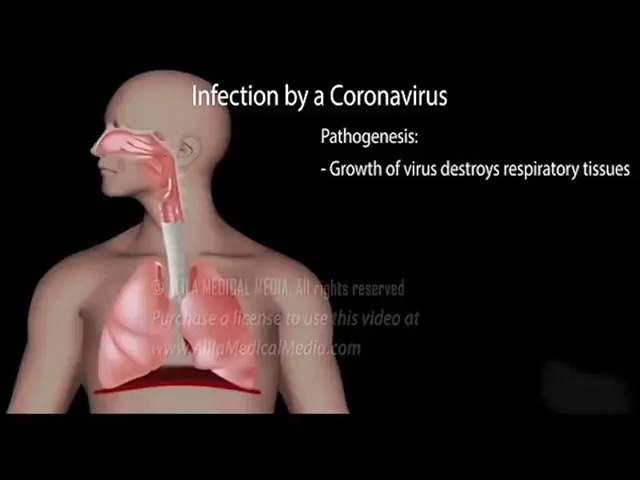 Infection by a Coronavirus
Pathogenesis:
- Growth of virus destroys respiratory tissues
© ALILA MEDICAL MEDIA. All rights reserved
Purchase a license to use this video at
www.AlilaMedicalMedia.com